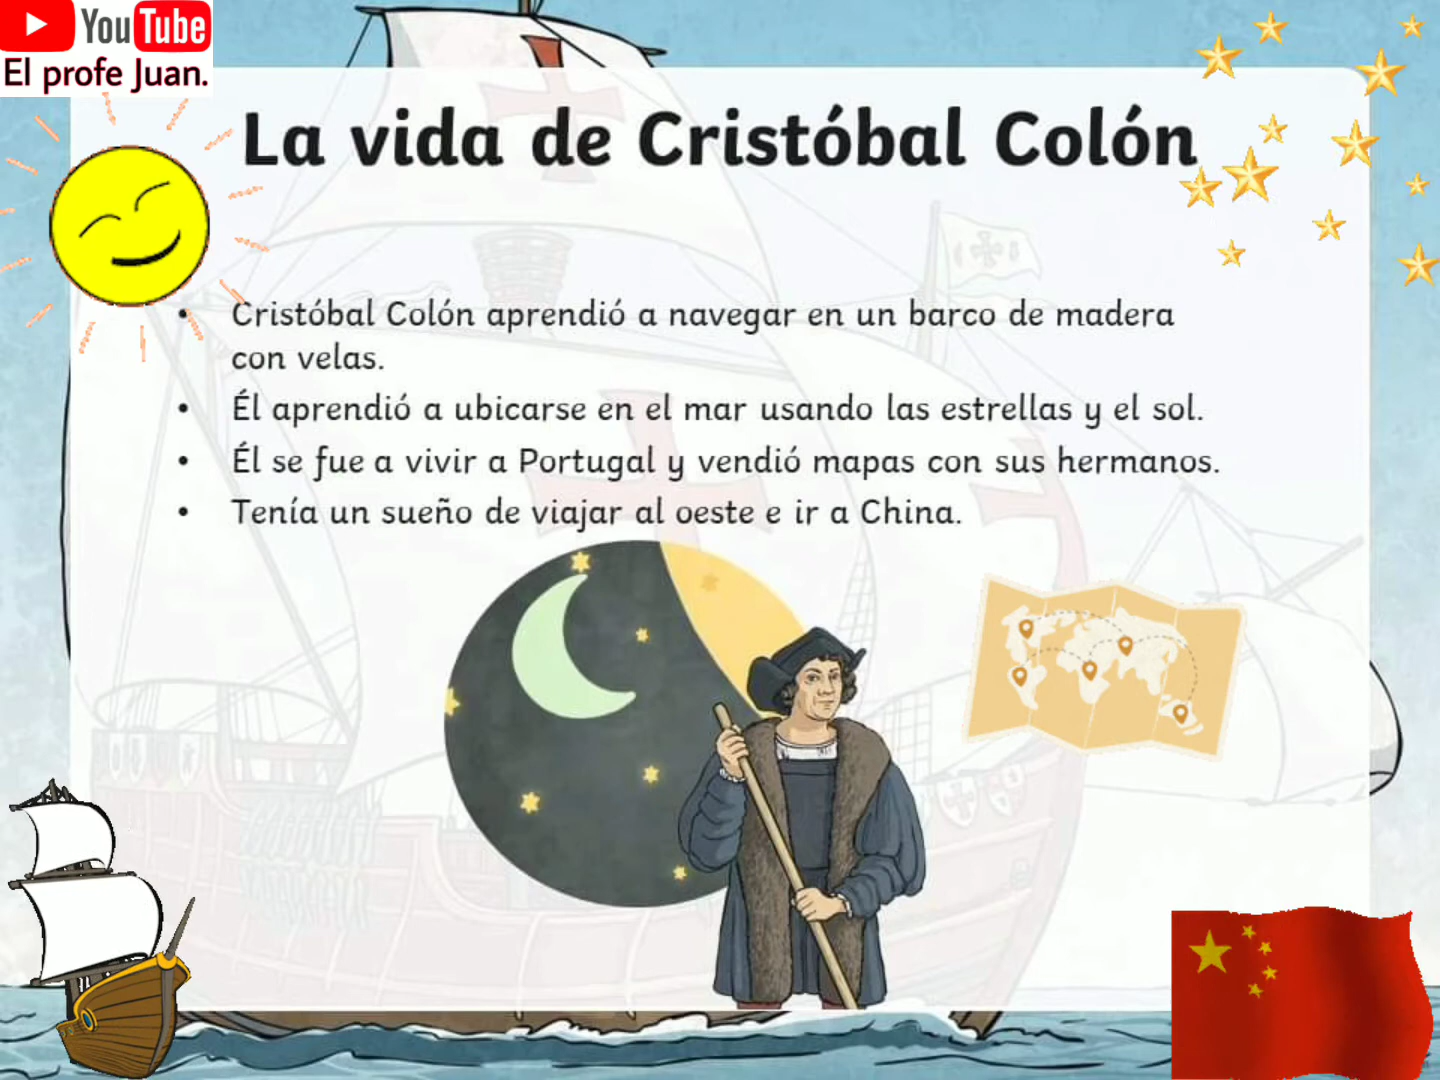 YouTube
El profe Juan.
La vida de Cristóbal Colón
• Cristóbal Colón aprendió a navegar en un barco de madera
con velas.
• Él aprendió a ubicarse en el mar usando las estrellas y el sol.
• Él se fue a vivir a Portugal y vendió mapas con sus hermanos.
• Tenía un sueño de viajar al oeste e ir a China.